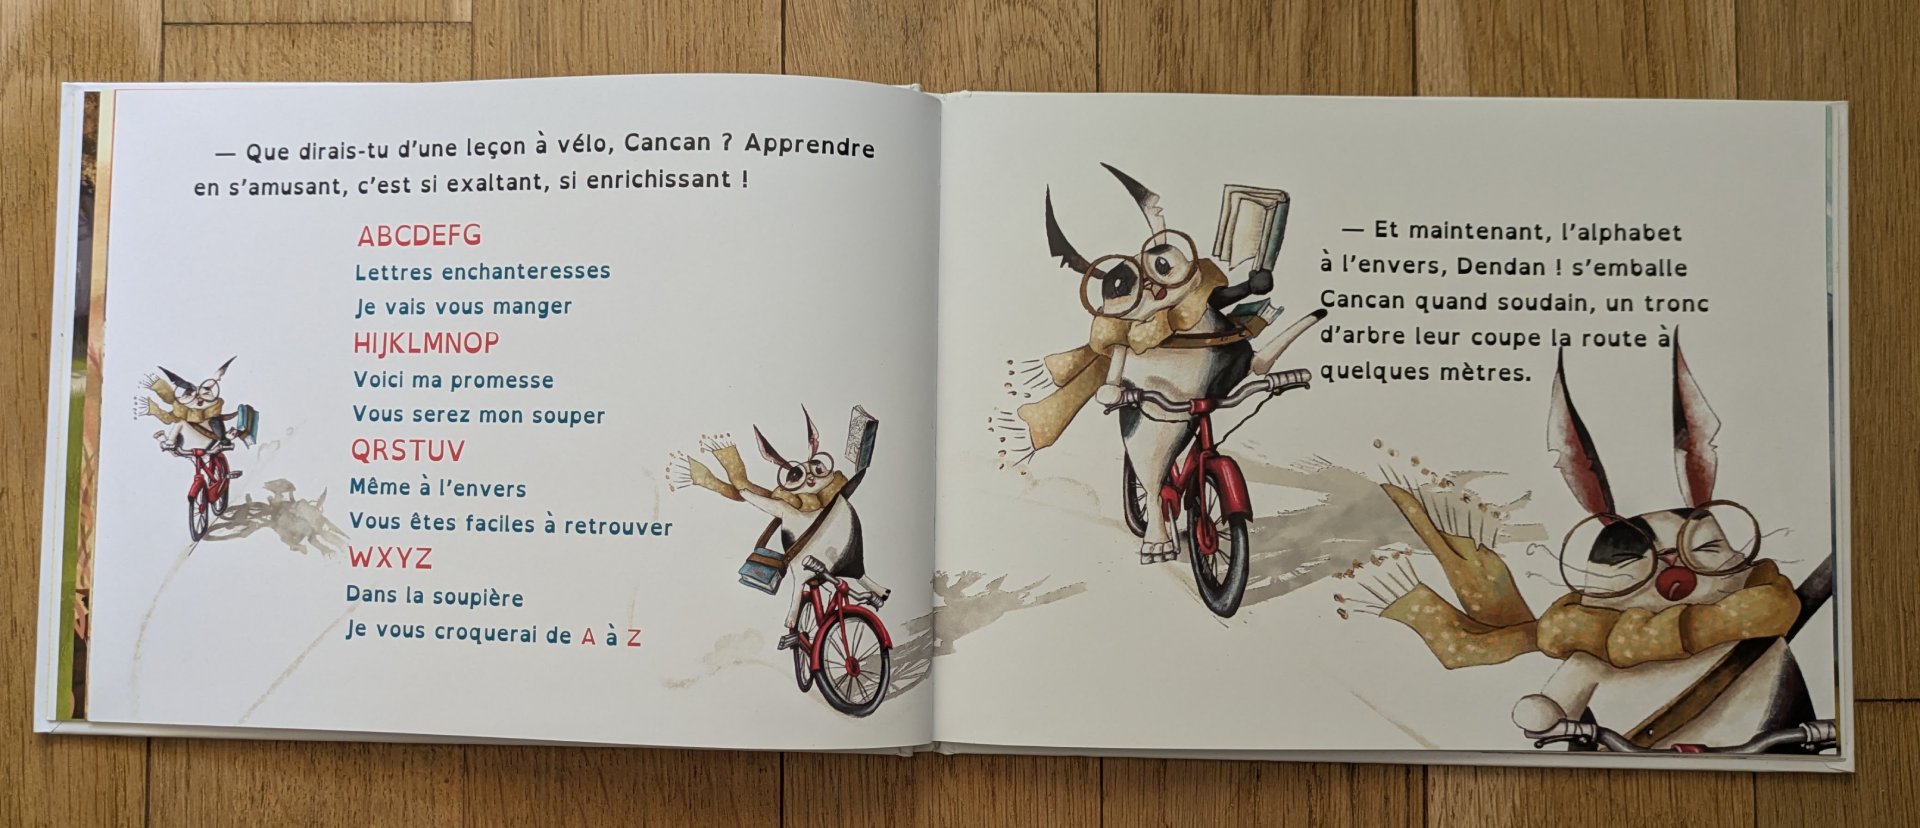 — Que dirais-tu d'une leçon à vélo, Cancan ? Apprendre
en s'amusant, c'est si exaltant, si enrichissant !
ABCDEFG
Lettres enchanteresses
Je vais vous manger
HIJKLMNOP
Voici ma promesse
Vous serez mon souper
QRSTUV
Même à l'envers
Vous êtes faciles à retrouver
WXYZ
Dans la soupière
Je vous croquerai de A à Z
— Et maintenant, l'alphabet
à l'envers, Dendan ! s'emballe
Cancan quand soudain, un tronc
d'arbre leur coupe la route à
quelques mètres.